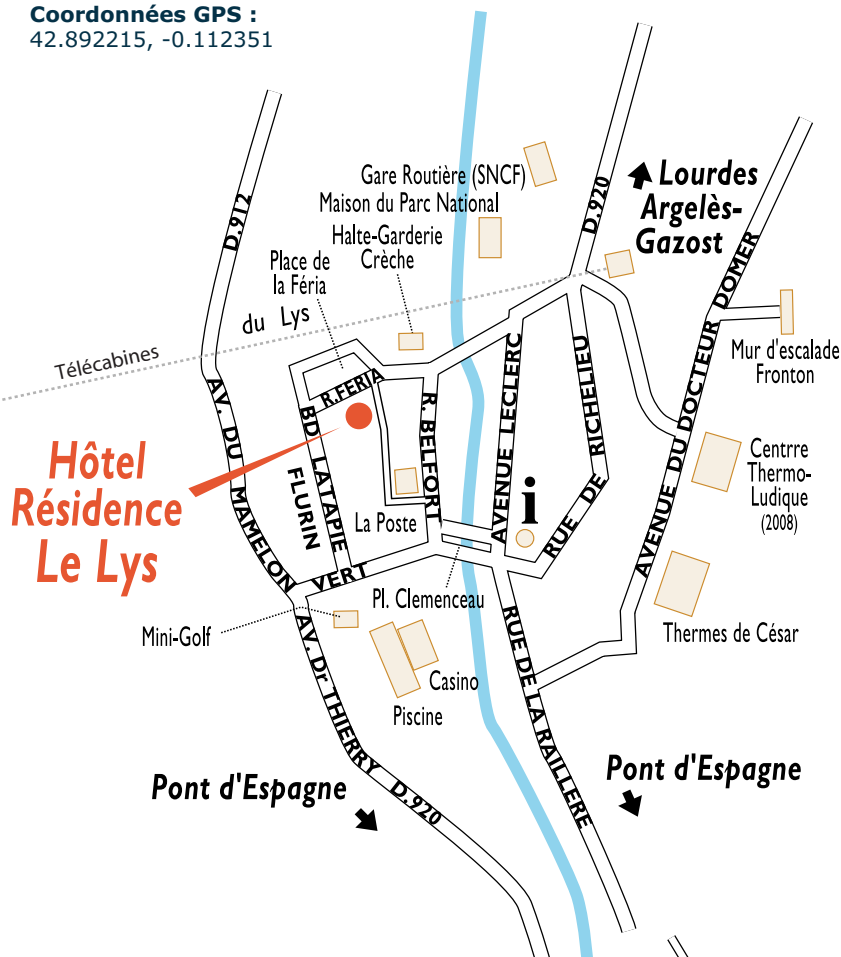 Coordonnées GPS :
42.892215, -0.112351
D.912
Gare Routière (SNCF)
Maison du Parc National
Halte-Garderie
Crèche
Place de
la Féria
du Lys
Télécabines
D.920
Lourdes
Argelès-
Gazost
AVENUE DU DOCTEUR DOMER
Mur d'escalade
Fronton
R.FERIA
BD LATAPIE
FLURIN
R. BELFORT
AVENUE LECLERC
RUE DE RICHELIEU
AV. DU MAMELON VERT
Hôtel
Résidence
Le Lys
La Poste
i
Centrre
Thermo-
Ludique
(2008)
Pl. Clemenceau
Mini-Golf
Thermes de César
Casino
Piscine
AV. Dr THIERRY D.920
RUE DE LA RAILLERE
Pont d'Espagne
Pont d'Espagne